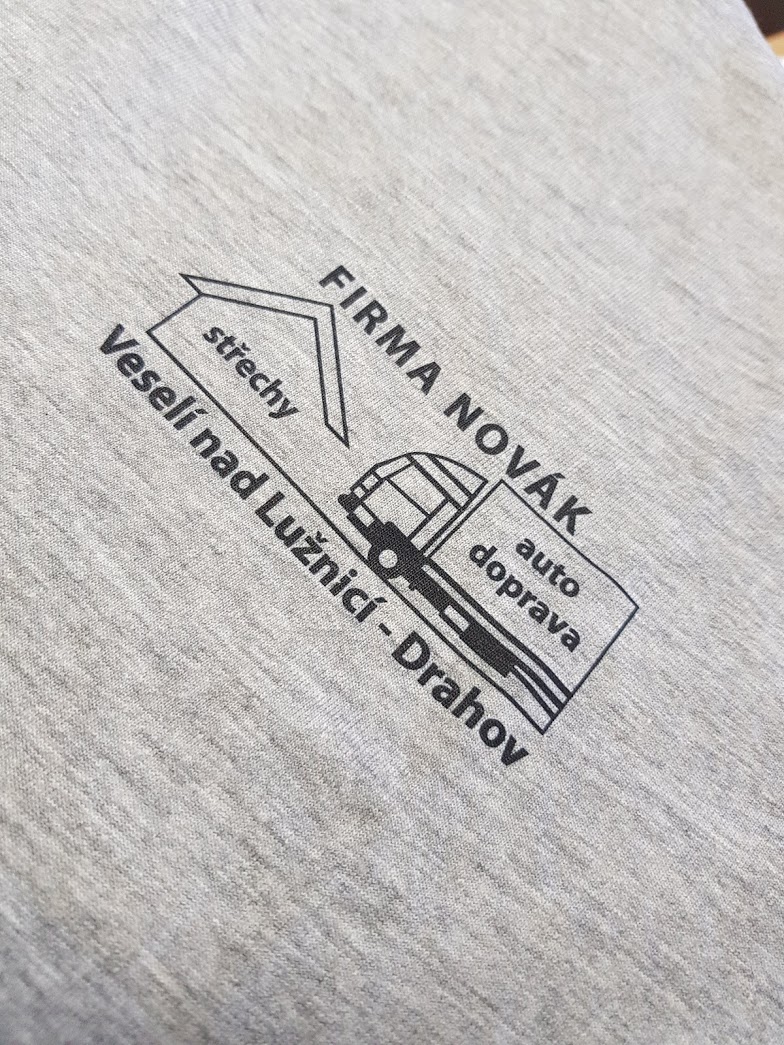 FIRMA NOVÁK
střechy
auto
doprava
Veselí nad Lužnicí - Drahov